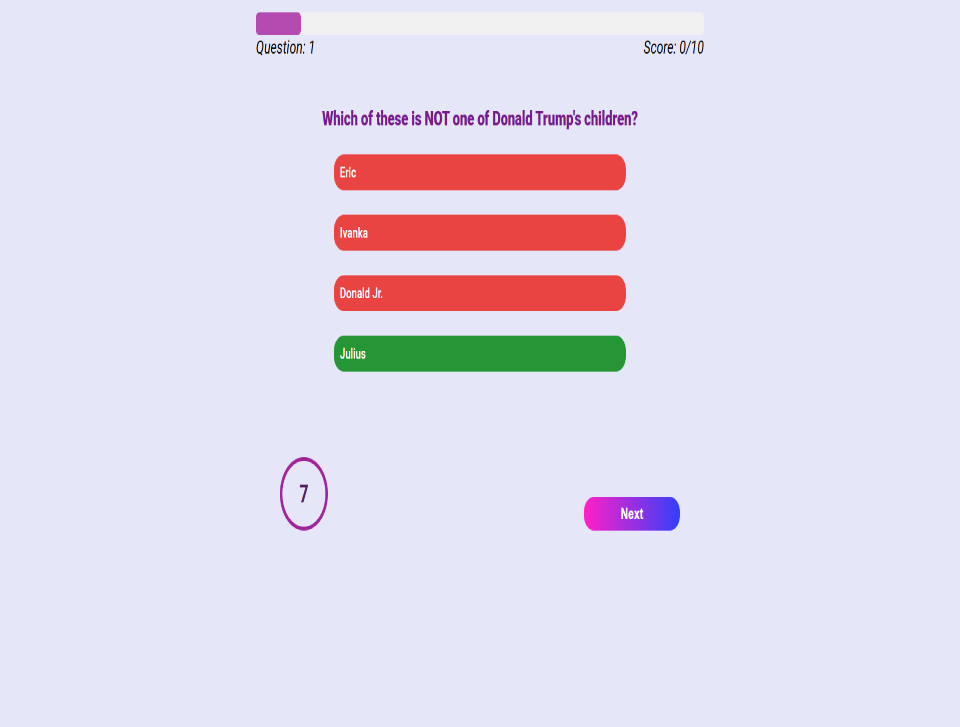 Question: 1
Score: 0/10
Which of these is NOT one of Donald Trump's children?
Eric
Ivanka
Donald Jr.
Julius
7
Next